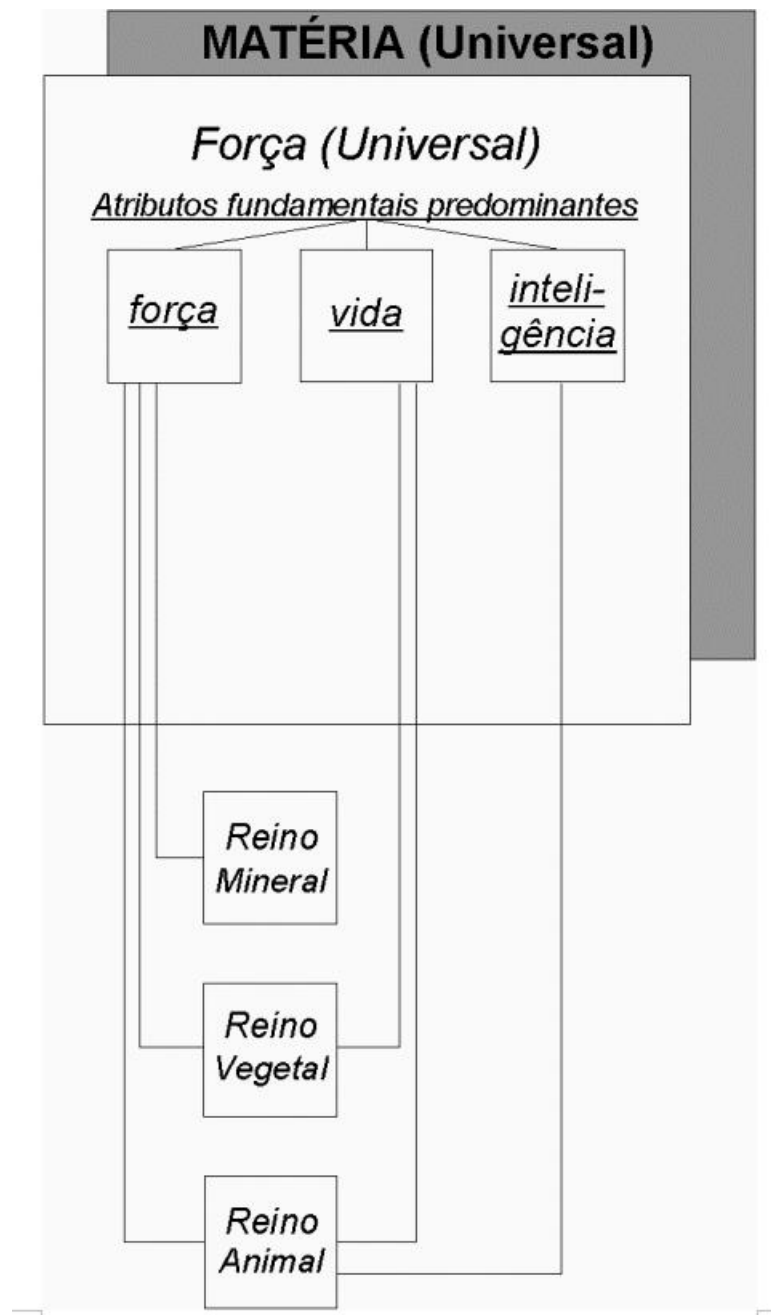 MATÉRIA (Universal)
Força (Universal)
Atributos fundamentais predominantes
força
vida
inteli-
gência
Reino
Mineral
Reino
Vegetal
Reino
Animal